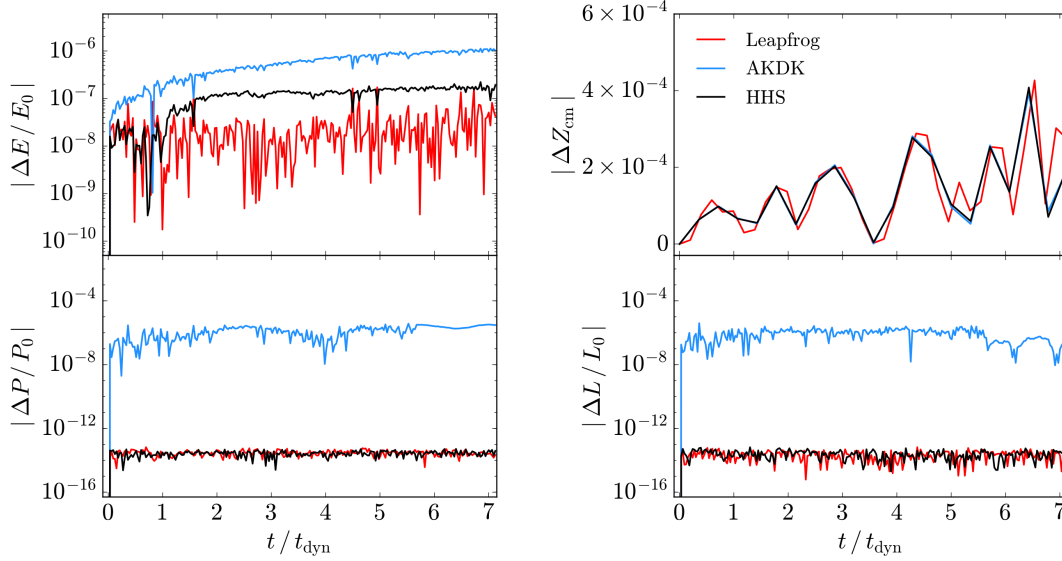 10⁻⁶
10⁻⁷
10⁻⁸
10⁻⁹
10⁻¹⁰
| ΔE / E₀ |
10⁻⁴
10⁻⁸
10⁻¹²
10⁻¹⁶
| ΔP / P₀ |
0 1 2 3 4 5 6 7
t / t_dyn
6 × 10⁻⁴
4 × 10⁻⁴
2 × 10⁻⁴
0
| ΔZ_cm |
Leapfrog
AKDK
HHS
10⁻⁴
10⁻⁸
10⁻¹²
10⁻¹⁶
| ΔL / L₀ |
0 1 2 3 4 5 6 7
t / t_dyn